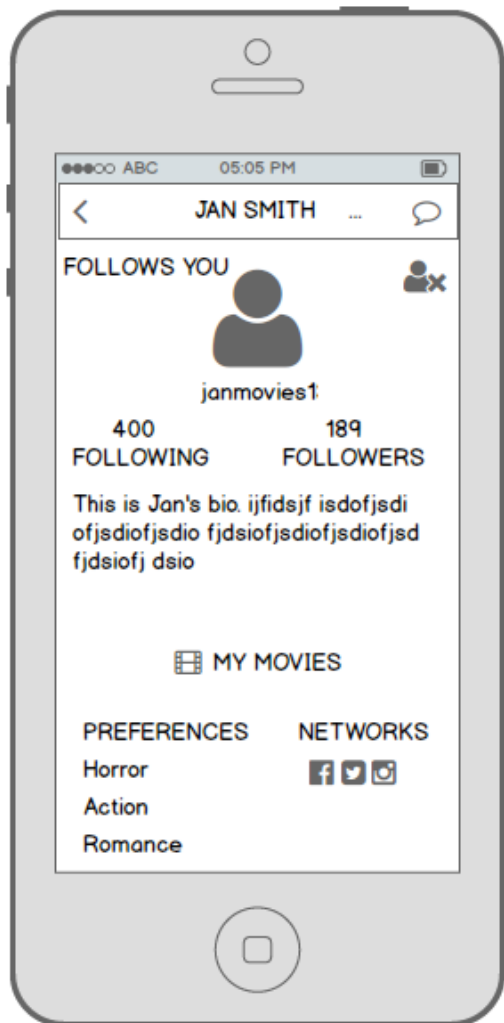 ABC 05:05 PM
JAN SMITH ...
FOLLOWS YOU
janmovies1
400 189
FOLLOWING FOLLOWERS
This is Jan's bio. ijfidsjf isdofjsdi
ofjsdiofjsdio fjdsiofjsdiofjsdiofjsd
fjdsiofj dsio
MY MOVIES
PREFERENCES NETWORKS
Horror
Action
Romance